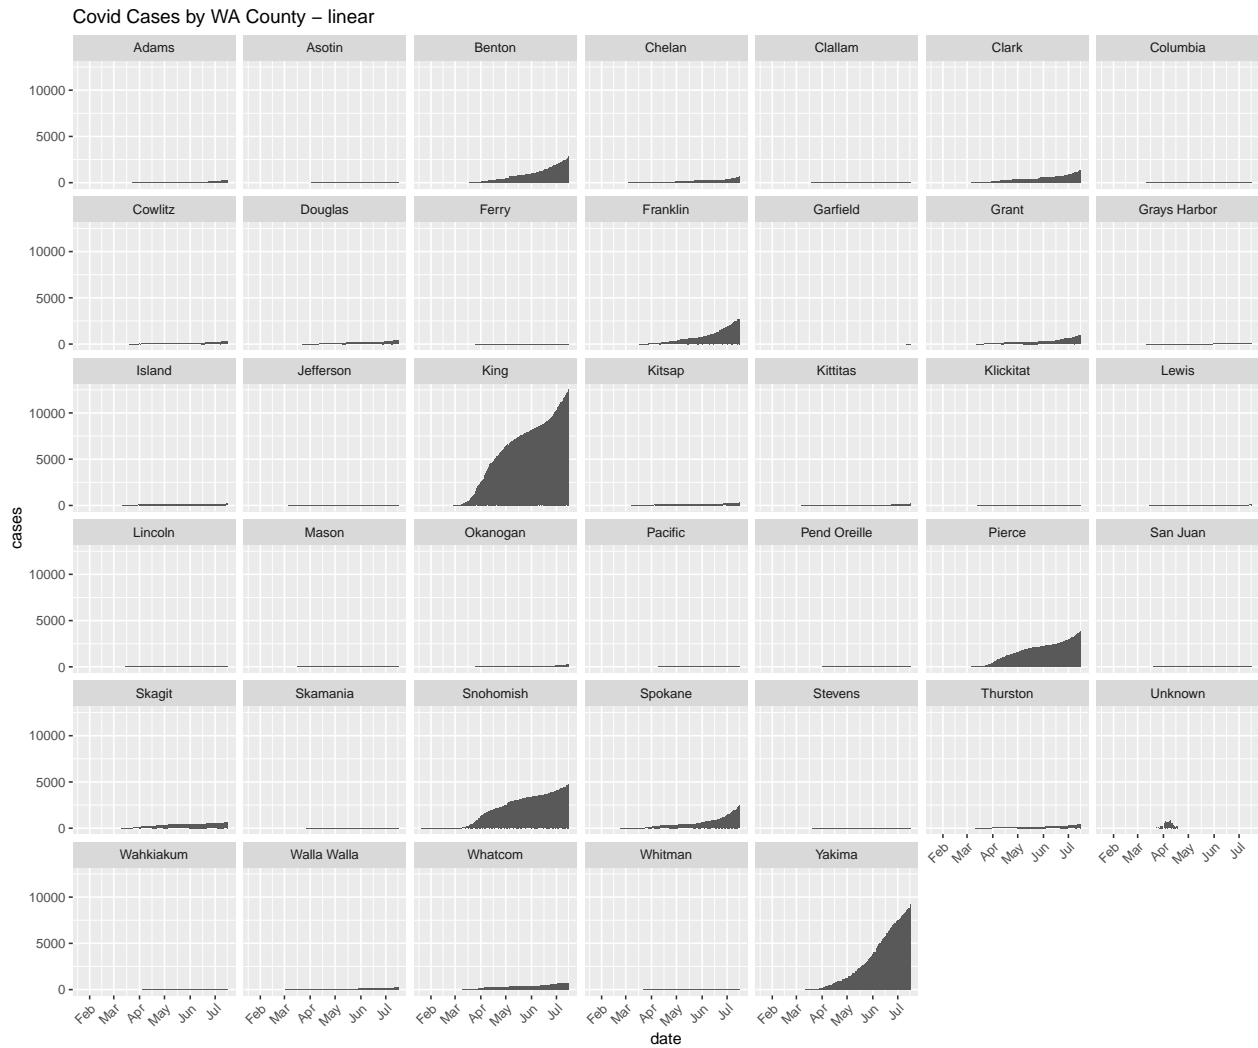 Covid Cases by WA County – linear
Adams Asotin Benton Chelan Clallam Clark Columbia
10000
5000
0
Cowlitz Douglas Ferry Franklin Garfield Grant Grays Harbor
10000
5000
0
Island Jefferson King Kitsap Kittitas Klickitat Lewis
10000
5000
0
cases
Lincoln Mason Okanogan Pacific Pend Oreille Pierce San Juan
10000
5000
0
Skagit Skamania Snohomish Spokane Stevens Thurston Unknown
10000
5000
0
Feb Mar Apr May Jun Jul Feb Mar Apr May Jun Jul
Wahkiakum Walla Walla Whatcom Whitman Yakima
10000
5000
0
Feb Mar Apr May Jun Jul Feb Mar Apr May Jun Jul Feb Mar Apr May Jun Jul Feb Mar Apr May Jun Jul Feb Mar Apr May Jun Jul
date